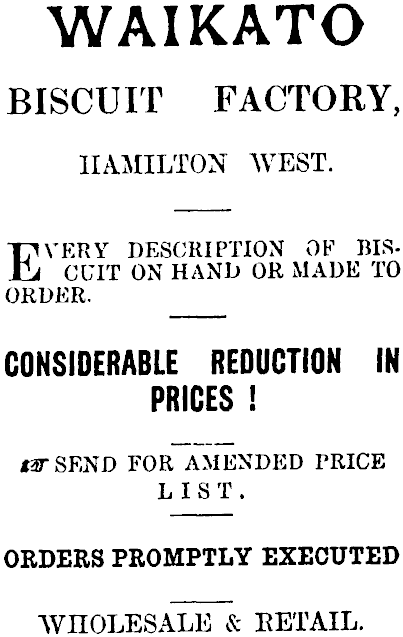 WAIKATO
BISCUIT FACTORY,
HAMILTON WEST.
EVERY DESCRIPTION OF BIS-
CUIT ON HAND OR MADE TO
ORDER.
CONSIDERABLE REDUCTION IN
PRICES !
☞ SEND FOR AMENDED PRICE
LIST.
ORDERS PROMPTLY EXECUTED
WHOLESALE & RETAIL.